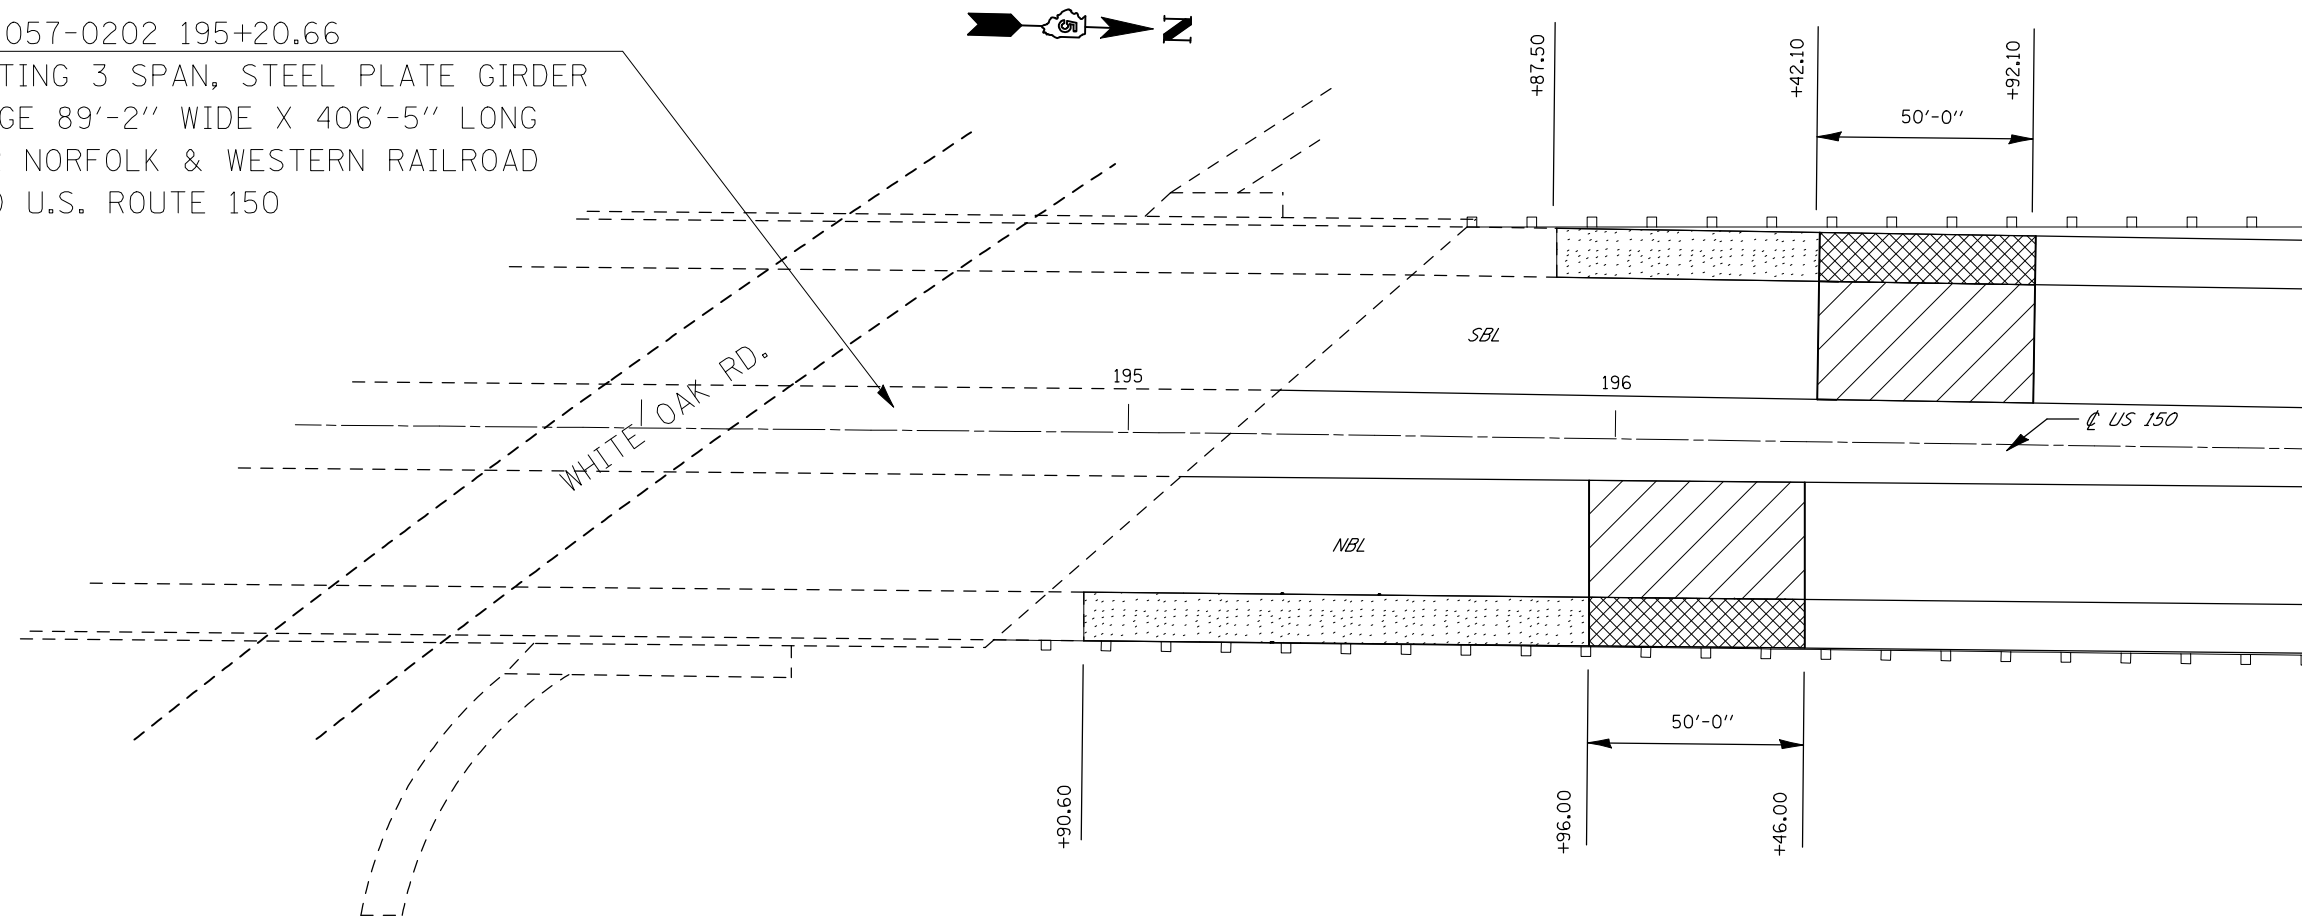 057-0202 195+20.66
TING 3 SPAN, STEEL PLATE GIRDER
GE 89'-2" WIDE X 406'-5" LONG
NORFOLK & WESTERN RAILROAD
U.S. ROUTE 150
5
N
+87.50
+42.10
+92.10
50'-0"
SBL
195
196
WHITE OAK RD.
℄ US 150
NBL
50'-0"
+90.60
+96.00
+46.00